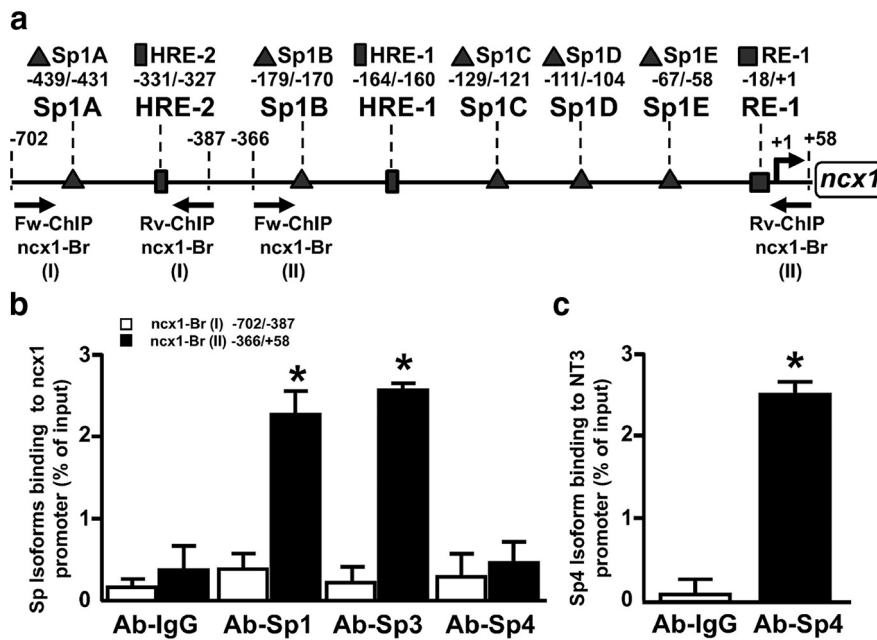 a
Sp1A HRE-2 Sp1B HRE-1 Sp1C Sp1D Sp1E RE-1
-439/-431 -331/-327 -179/-170 -164/-160 -129/-121 -111/-104 -67/-58 -18/+1
Sp1A HRE-2 Sp1B HRE-1 Sp1C Sp1D Sp1E RE-1
-702 -387 -366 +1 +58
ncx1
Fw-ChIP Rv-ChIP Fw-ChIP Rv-ChIP
ncx1-Br ncx1-Br ncx1-Br ncx1-Br
(I) (I) (II) (II)
b
ncx1-Br (I) -702/-387
ncx1-Br (II) -366/+58
Sp Isoforms binding to ncx1
promoter (% of input)
3
2
1
0
* *
Ab-IgG Ab-Sp1 Ab-Sp3 Ab-Sp4
c
Sp4 Isoform binding to NT3
promoter (% of input)
3
2
1
0
*
Ab-IgG Ab-Sp4